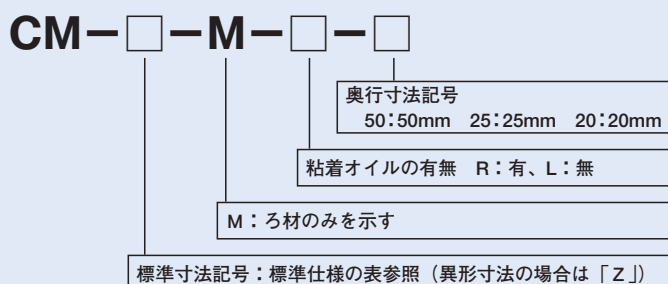 CM－□－M－□－□
奥行寸法記号
50：50mm 25：25mm 20：20mm
粘着オイルの有無 R：有、L：無
M：ろ材のみを示す
標準寸法記号：標準仕様の表参照（異形寸法の場合は「Z」）